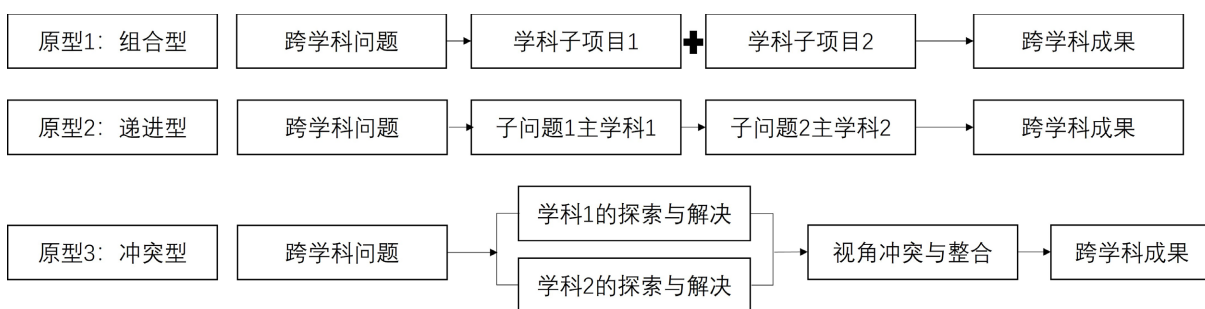 原型1：组合型
跨学科问题
学科子项目1
学科子项目2
跨学科成果
原型2：递进型
跨学科问题
子问题1主学科1
子问题2主学科2
跨学科成果
原型3：冲突型
跨学科问题
学科1的探索与解决
学科2的探索与解决
视角冲突与整合
跨学科成果